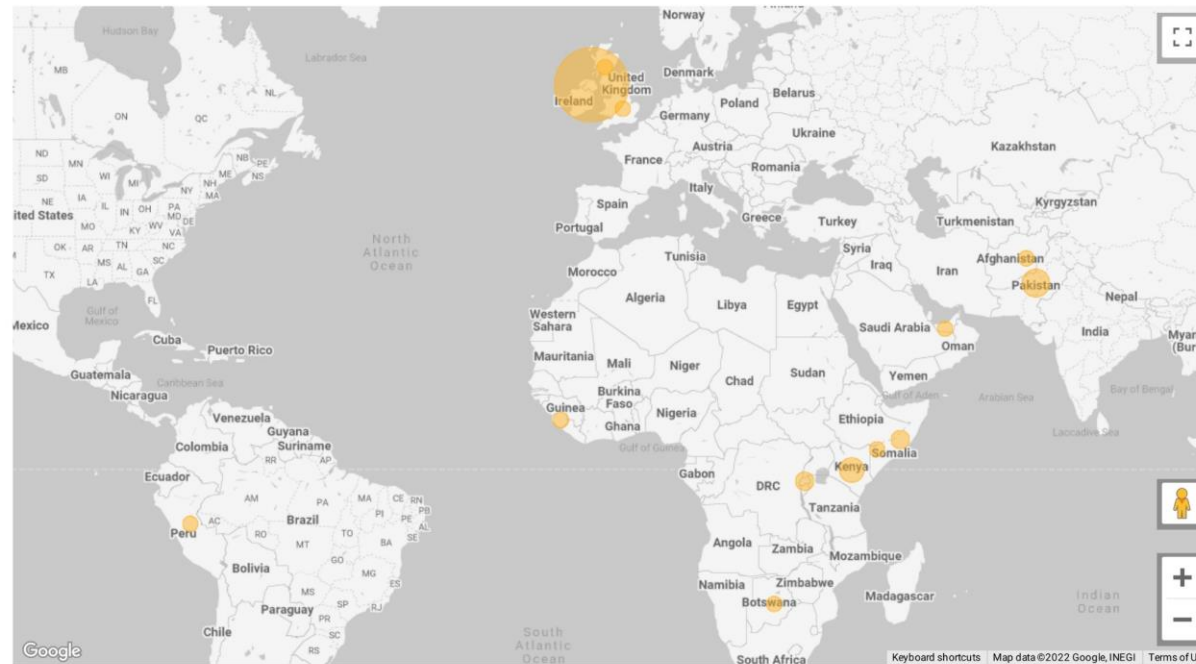 Hudson Bay
Labrador Sea
Norway
MB
NL
ON
QC
United
Kingdom
Ireland
Denmark
Belarus
Poland
Germany
Ukraine
Kazakhstan
Austria
France
Romania
ND
MN
NB
PE
NS
SD
WI
MI
ME
NH
NY
MA
Italy
Kyrgyzstan
NE
IA
IL
IN
OH
PA
MD
DE
ited States
MO
KY
WV
VA
Spain
Portugal
Greece
Turkey
Turkmenistan
OK
AR
TN
NC
SC
MS
AL
GA
TX
LA
FL
North
Atlantic
Ocean
Tunisia
Syria
Iraq
Iran
Afghanistan
Morocco
Pakistan
Nepal
Gulf of
Mexico
Algeria
Libya
Egypt
Western
Sahara
Mexico
Cuba
Puerto Rico
Saudi Arabia
Oman
India
Myan
(Bur
Mauritania
Mali
Niger
Chad
Sudan
Yemen
Guatemala
Nicaragua
Caribbean Sea
Gulf of Aden
Arabian Sea
Bay of Bengal
Burkina
Faso
Guinea
Ghana
Nigeria
Ethiopia
Laccadive Sea
Venezuela
Guyana
Suriname
Colombia
Gulf of Guinea
Somalia
RR
AP
Ecuador
Gabon
DRC
Kenya
AM
PA
MA
CE
RN
PB
PI
PE
AL
SE
Tanzania
Peru
AC
RO
Brazil
TO
BA
MT
Angola
Zambia
Mozambique
Bolivia
GO
MG
ES
Namibia
Zimbabwe
Botswana
Madagascar
Indian
Ocean
MS
SP
RJ
Paraguay
PR
SC
Chile
RS
South
Atlantic
Ocean
South Africa
Google
Keyboard shortcuts
Map data ©2022 Google, INEGI
Terms of U